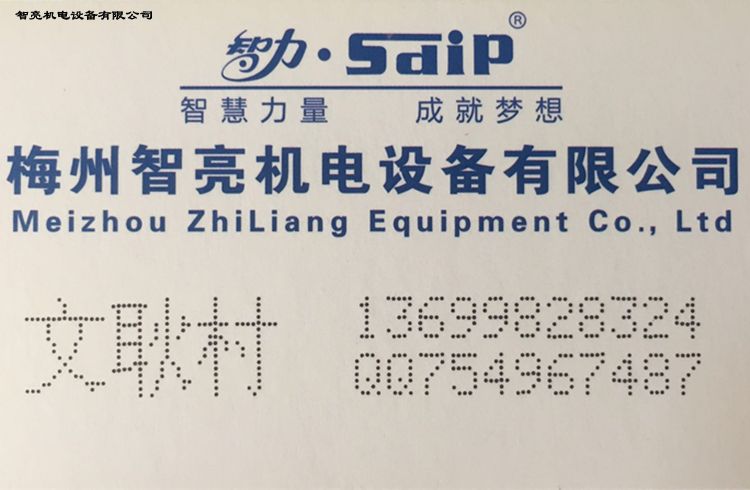 智亮机电设备有限公司
智力·Saip®
智慧力量 成就梦想
梅州智亮机电设备有限公司
Meizhou ZhiLiang Equipment Co., Ltd
文耿村 13699828324
QQ754967487